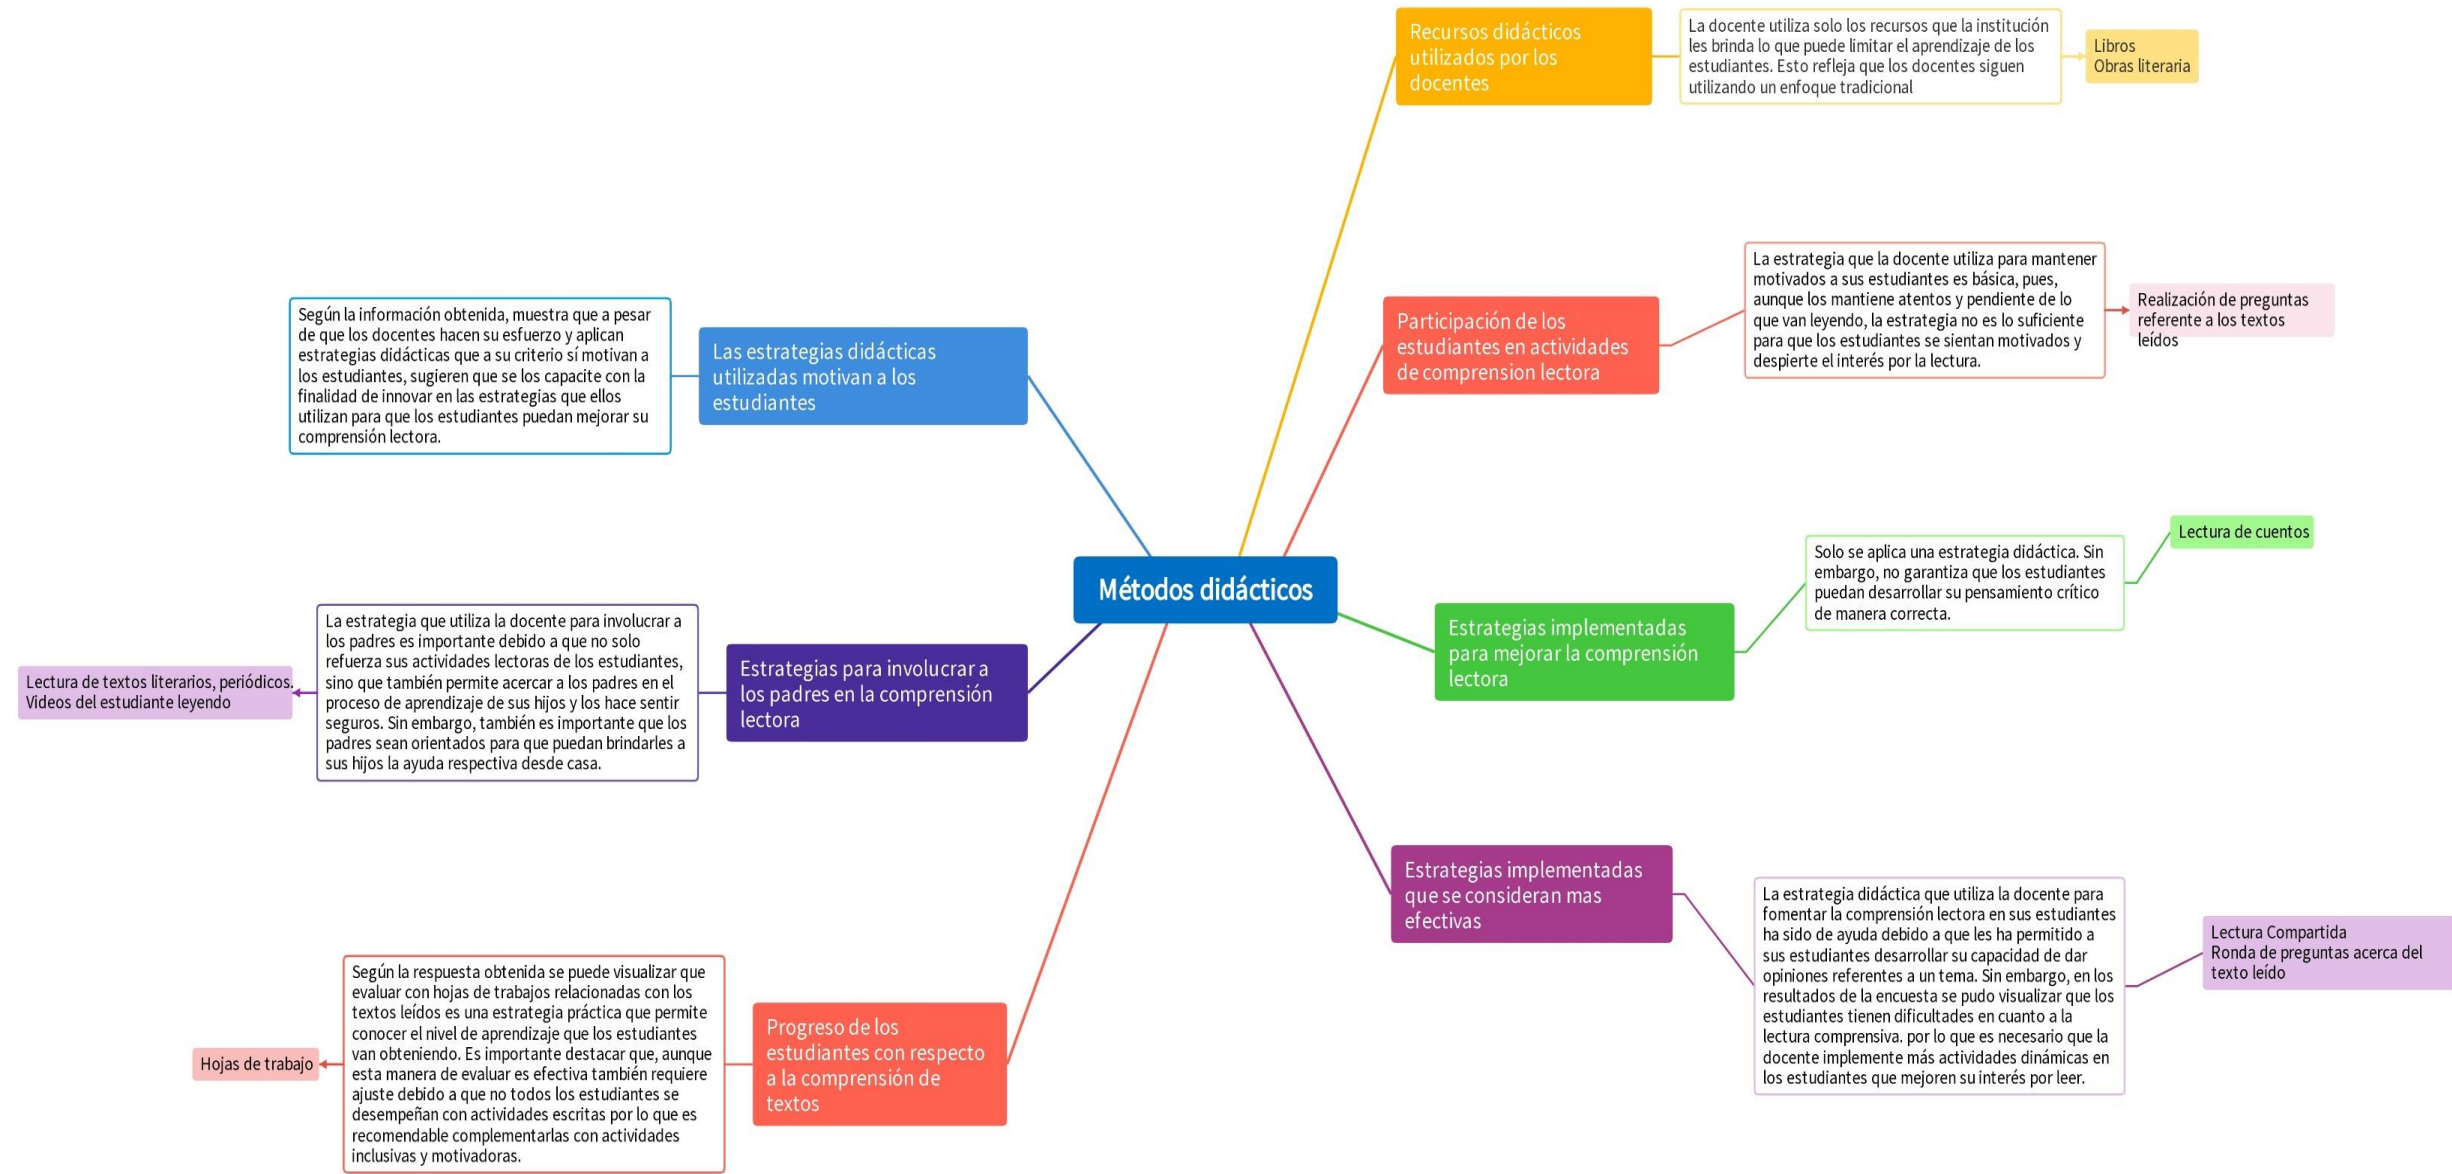 Métodos didácticos
Recursos didácticos
utilizados por los
docentes
La docente utiliza solo los recursos que la institución
les brinda lo que puede limitar el aprendizaje de los
estudiantes. Esto refleja que los docentes siguen
utilizando un enfoque tradicional
Libros
Obras literaria
Participación de los
estudiantes en actividades
de comprension lectora
La estrategia que la docente utiliza para mantener
motivados a sus estudiantes es básica, pues,
aunque los mantiene atentos y pendiente de lo
que van leyendo, la estrategia no es lo suficiente
para que los estudiantes se sientan motivados y
despierte el interés por la lectura.
Realización de preguntas
referente a los textos
leídos
Estrategias implementadas
para mejorar la comprensión
lectora
Solo se aplica una estrategia didáctica. Sin
embargo, no garantiza que los estudiantes
puedan desarrollar su pensamiento crítico
de manera correcta.
Lectura de cuentos
Estrategias implementadas
que se consideran mas
efectivas
La estrategia didáctica que utiliza la docente para
fomentar la comprensión lectora en sus estudiantes
ha sido de ayuda debido a que les ha permitido a
sus estudiantes desarrollar su capacidad de dar
opiniones referentes a un tema. Sin embargo, en los
resultados de la encuesta se pudo visualizar que los
estudiantes tienen dificultades en cuanto a la
lectura comprensiva. por lo que es necesario que la
docente implemente más actividades dinámicas en
los estudiantes que mejoren su interés por leer.
Lectura Compartida
Ronda de preguntas acerca del
texto leído
Las estrategias didácticas
utilizadas motivan a los
estudiantes
Según la información obtenida, muestra que a pesar
de que los docentes hacen su esfuerzo y aplican
estrategias didácticas que a su criterio sí motivan a
los estudiantes, sugieren que se los capacite con la
finalidad de innovar en las estrategias que ellos
utilizan para que los estudiantes puedan mejorar su
comprensión lectora.
Estrategias para involucrar a
los padres en la comprensión
lectora
La estrategia que utiliza la docente para involucrar a
los padres es importante debido a que no solo
refuerza sus actividades lectoras de los estudiantes,
sino que también permite acercar a los padres en el
proceso de aprendizaje de sus hijos y los hace sentir
seguros. Sin embargo, también es importante que los
padres sean orientados para que puedan brindarles a
sus hijos la ayuda respectiva desde casa.
Lectura de textos literarios, periódicos.
Videos del estudiante leyendo
Progreso de los
estudiantes con respecto
a la comprensión de
textos
Según la respuesta obtenida se puede visualizar que
evaluar con hojas de trabajos relacionadas con los
textos leídos es una estrategia práctica que permite
conocer el nivel de aprendizaje que los estudiantes
van obteniendo. Es importante destacar que, aunque
esta manera de evaluar es efectiva también requiere
ajuste debido a que no todos los estudiantes se
desempeñan con actividades escritas por lo que es
recomendable complementarlas con actividades
inclusivas y motivadoras.
Hojas de trabajo